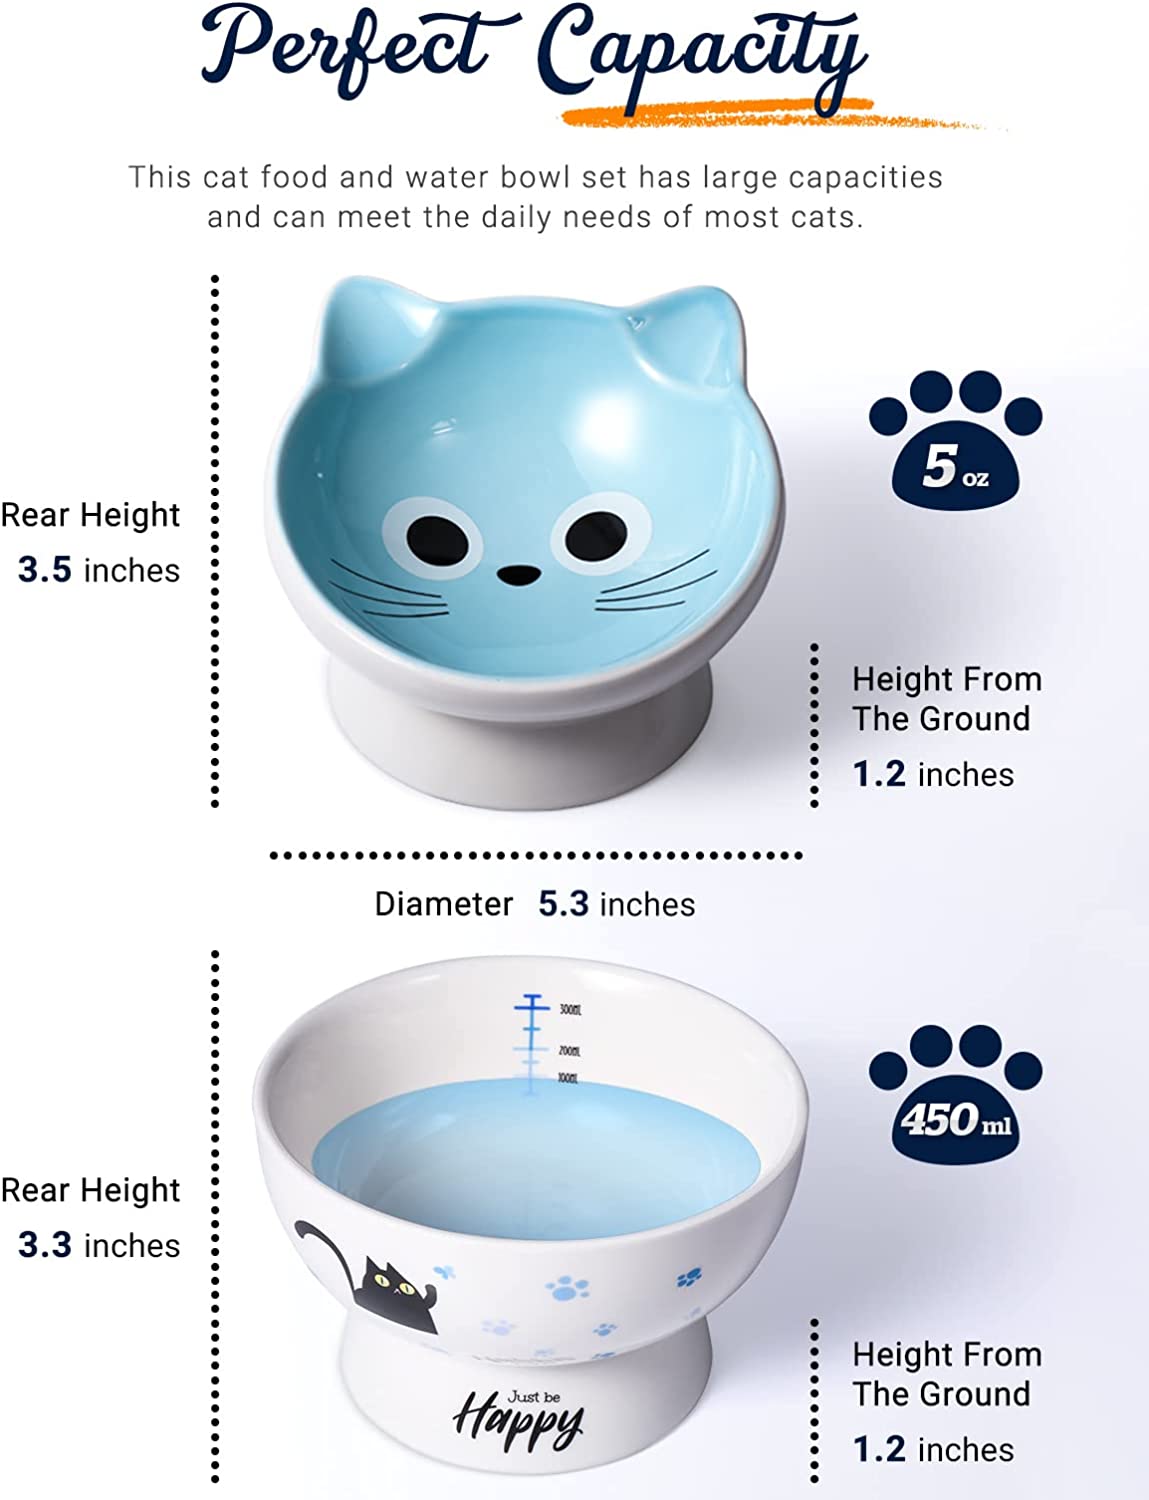 Perfect Capacity
This cat food and water bowl set has large capacities
and can meet the daily needs of most cats.
5 oz
Rear Height
3.5 inches
Height From
The Ground
1.2 inches
Diameter 5.3 inches
300ML
200ML
100ML
450 ml
Rear Height
3.3 inches
Just be
Happy
Height From
The Ground
1.2 inches